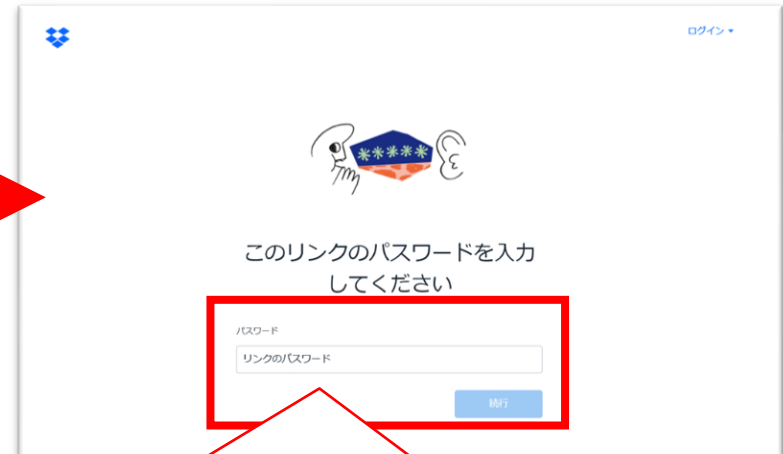 ログイン
*****
このリンクのパスワードを入力
してください
パスワード
リンクのパスワード
続行